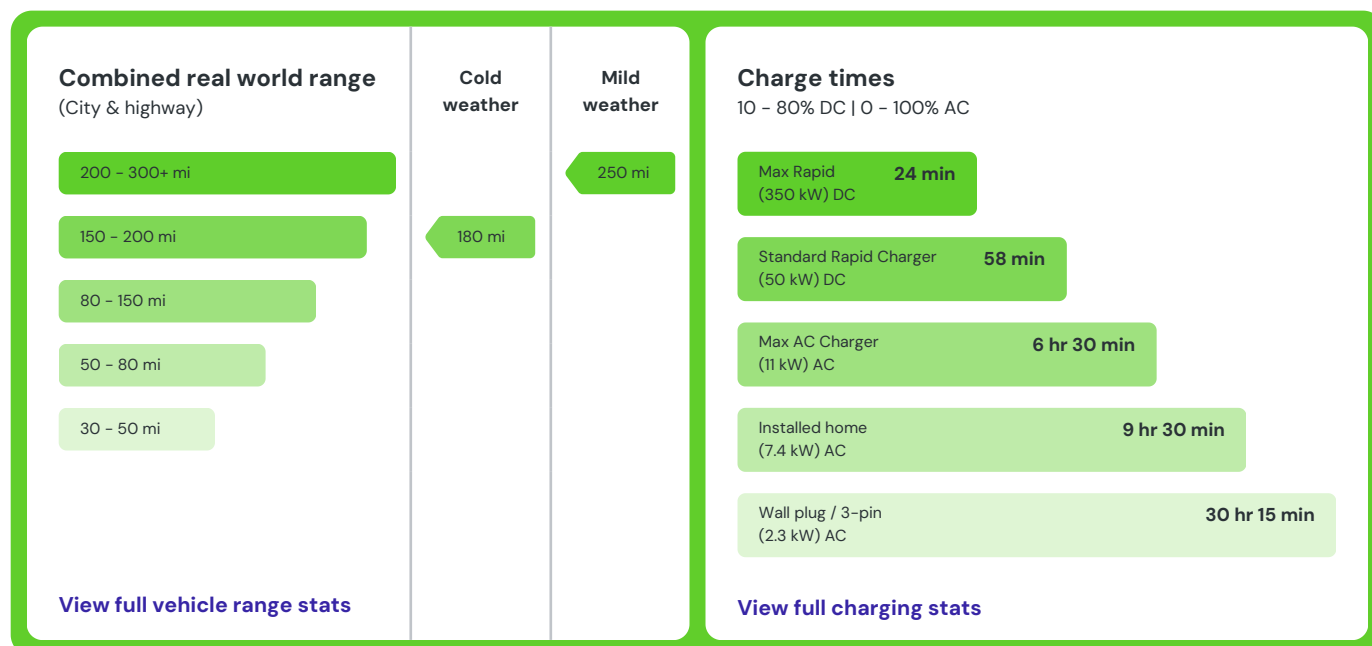 Combined real world range
(City & highway)
Cold
weather
Mild
weather
200 - 300+ mi
250 mi
150 - 200 mi
180 mi
80 - 150 mi
50 - 80 mi
30 - 50 mi
View full vehicle range stats
Charge times
10 - 80% DC | 0 - 100% AC
Max Rapid
(350 kW) DC
24 min
Standard Rapid Charger
(50 kW) DC
58 min
Max AC Charger
(11 kW) AC
6 hr 30 min
Installed home
(7.4 kW) AC
9 hr 30 min
Wall plug / 3-pin
(2.3 kW) AC
30 hr 15 min
View full charging stats